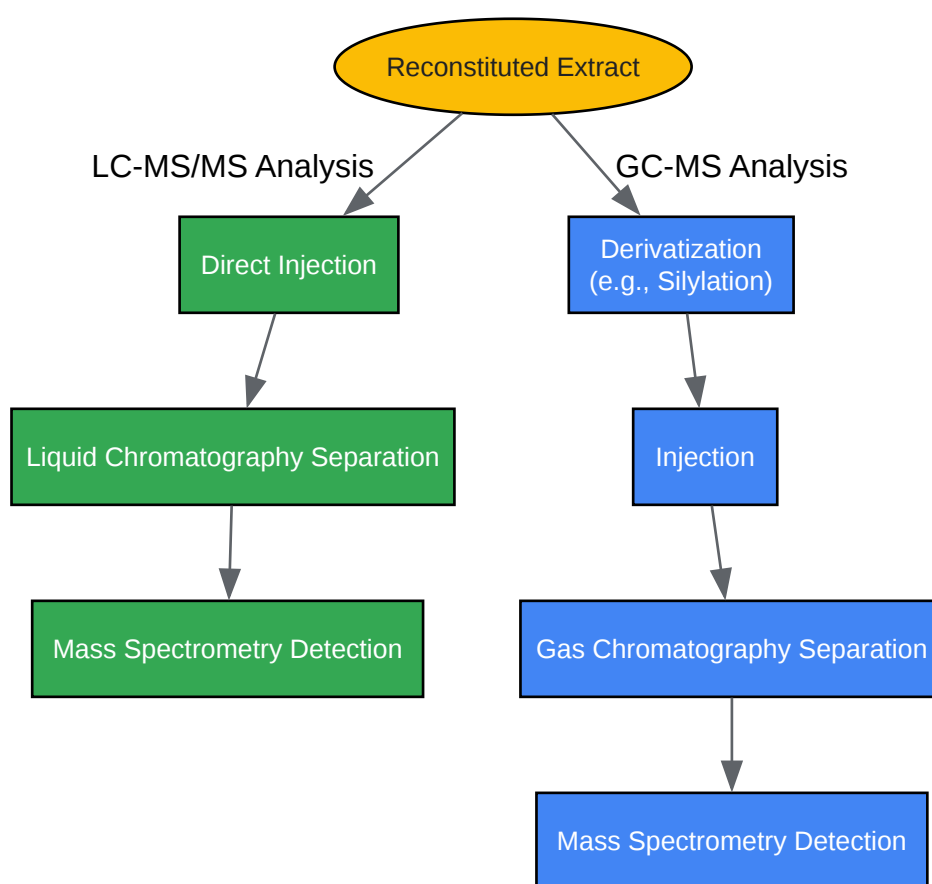 Reconstituted Extract
LC-MS/MS Analysis
GC-MS Analysis
Direct Injection
Derivatization
(e.g., Silylation)
Liquid Chromatography Separation
Injection
Mass Spectrometry Detection
Gas Chromatography Separation
Mass Spectrometry Detection